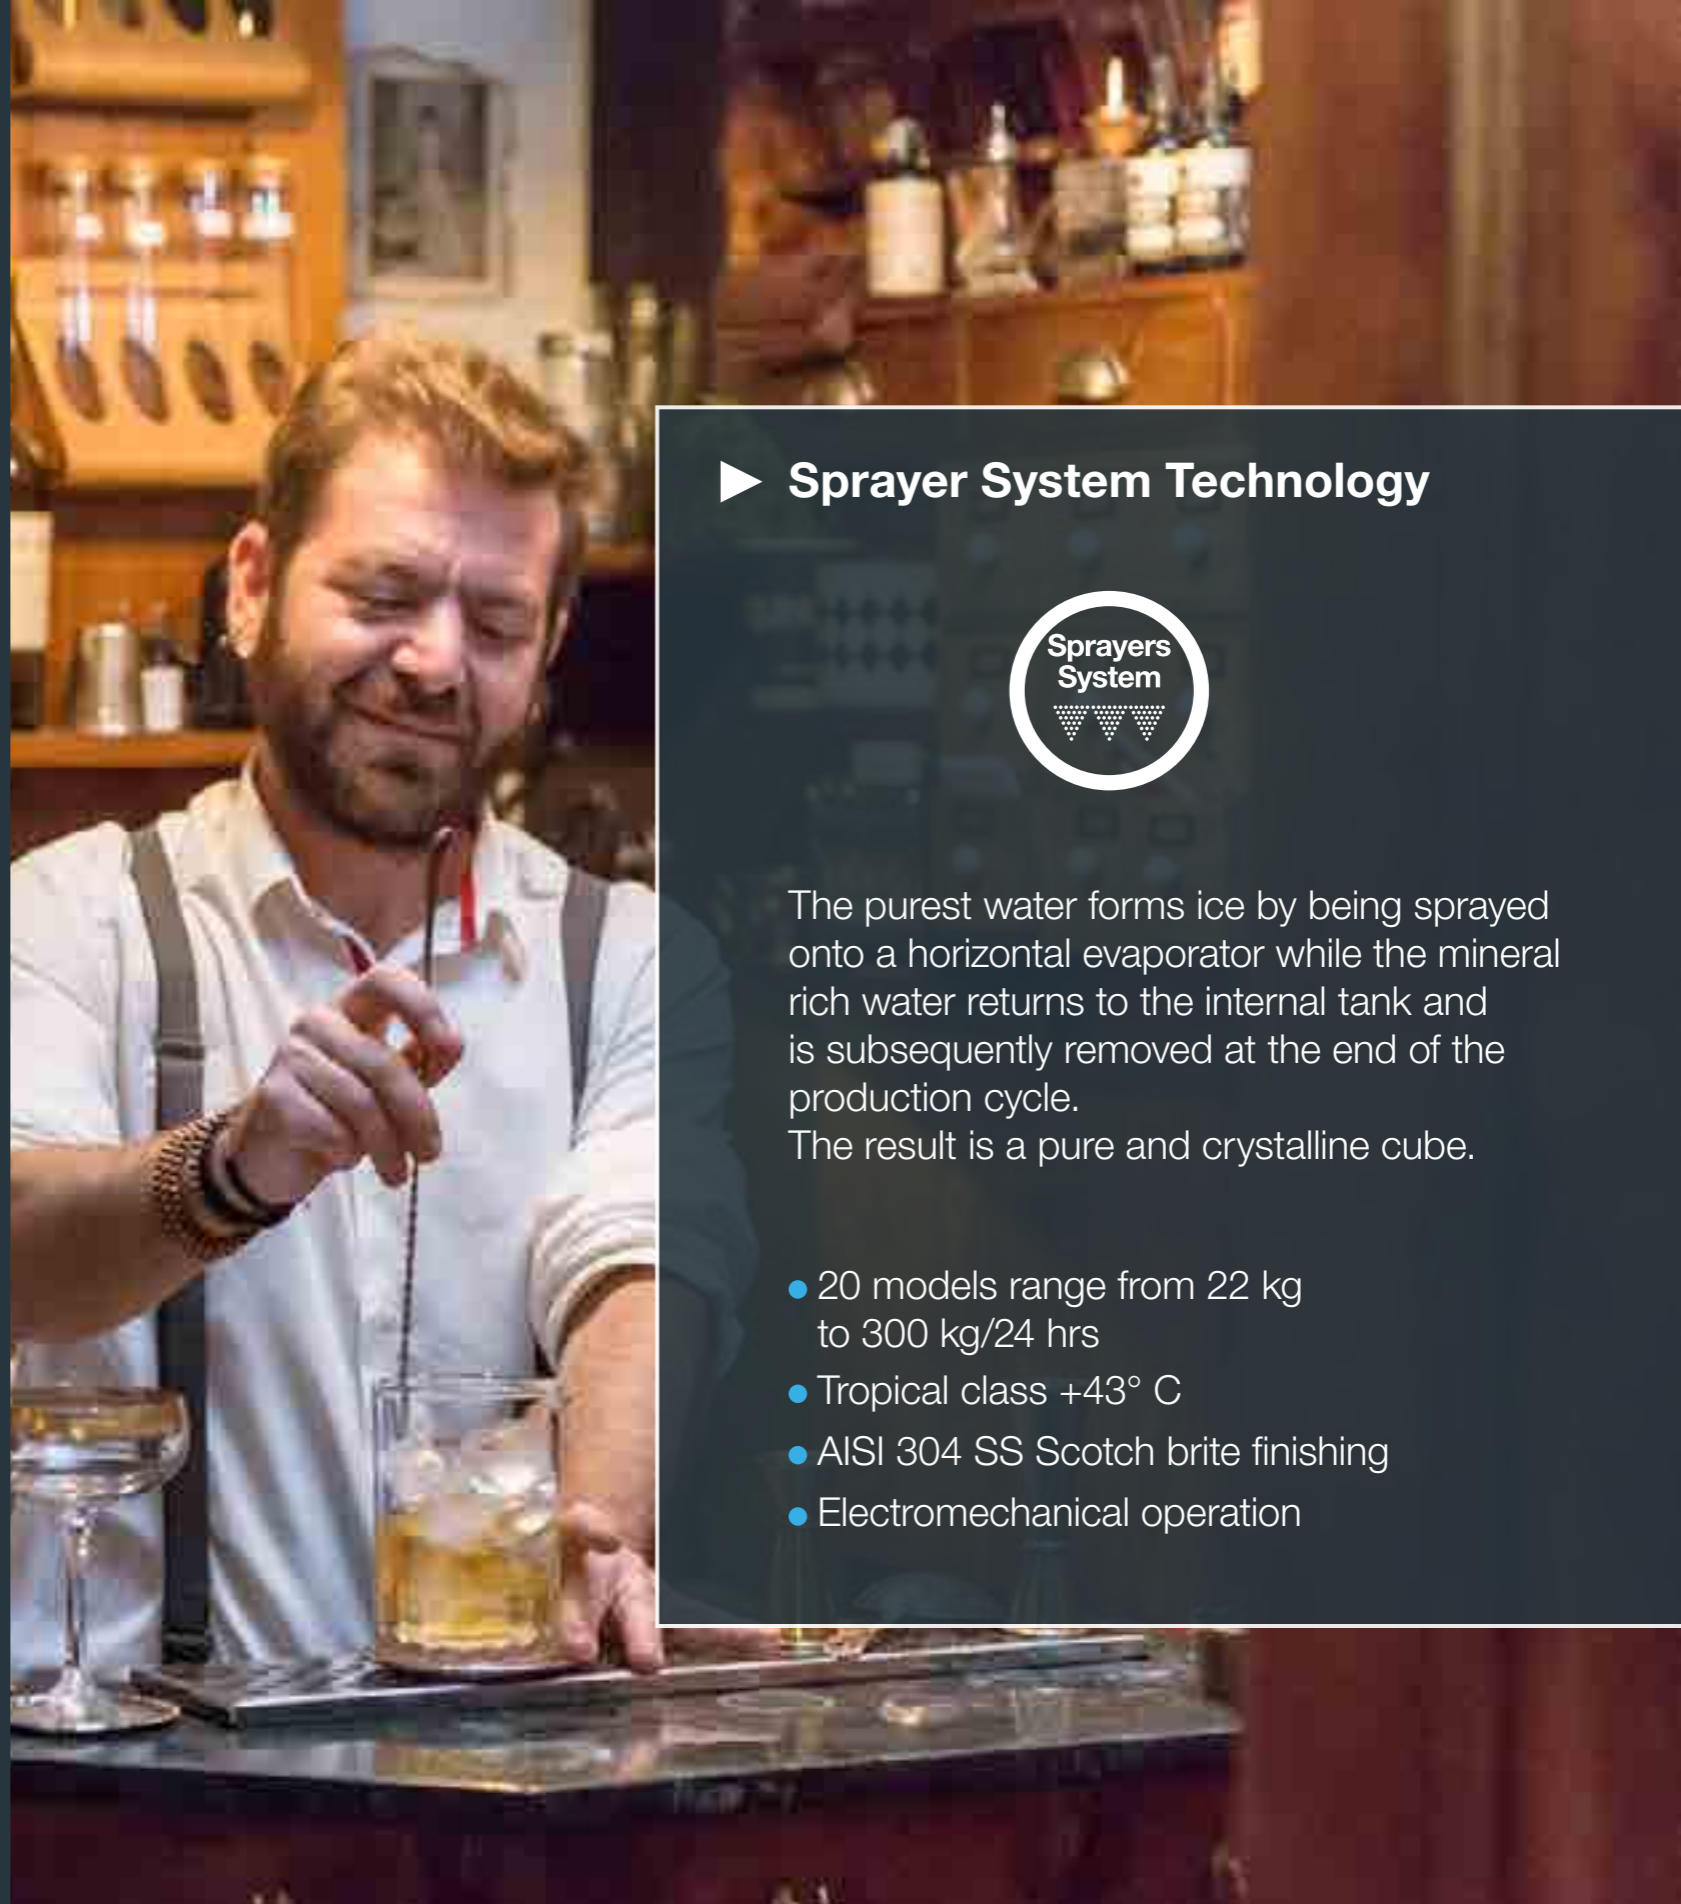 Sprayer System Technology
Sprayers
System
The purest water forms ice by being sprayed
onto a horizontal evaporator while the mineral
rich water returns to the internal tank and
is subsequently removed at the end of the
production cycle.
The result is a pure and crystalline cube.
● 20 models range from 22 kg
to 300 kg/24 hrs
● Tropical class +43° C
● AISI 304 SS Scotch brite finishing
● Electromechanical operation